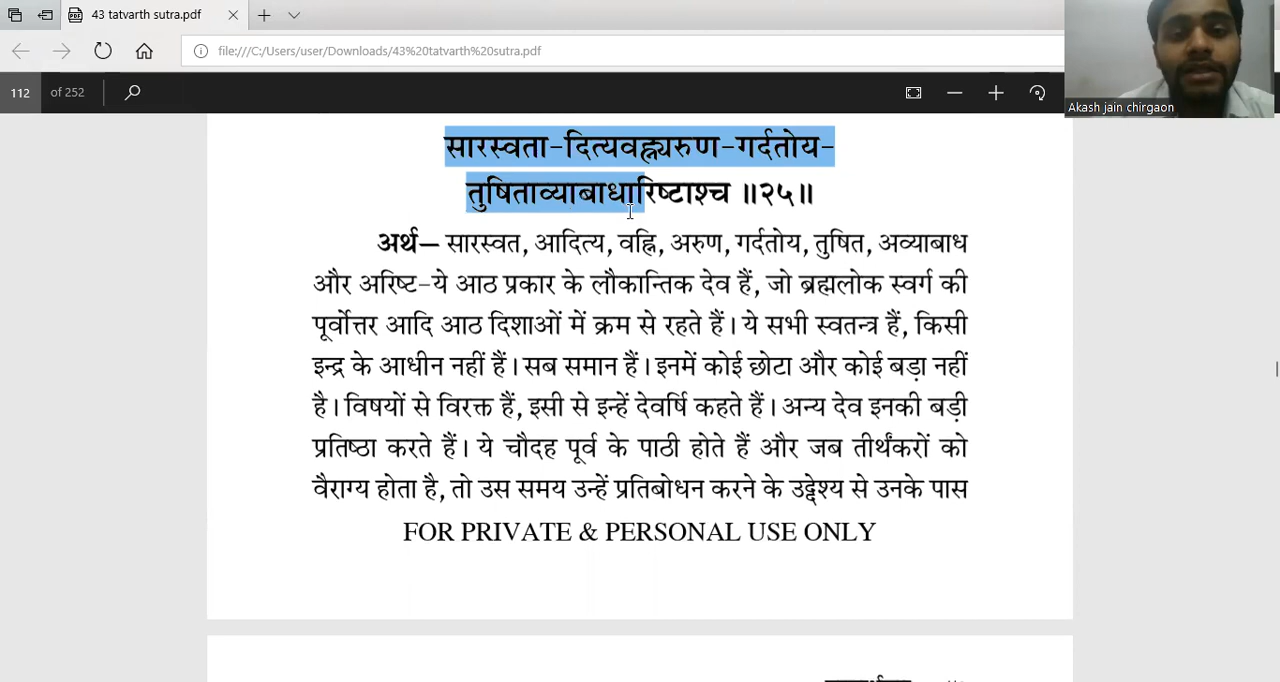 43 tatvarth sutra.pdf
file:///C:/Users/user/Downloads/43%20tatvarth%20sutra.pdf
112 of 252
Akash jain chirgaon
सारस्वता-दित्यवह्न्यरुण-गर्दतोय-
तुषिताव्याबाधारिष्टाश्च ॥२५॥
अर्थ— सारस्वत, आदित्य, वह्नि, अरुण, गर्दतोय, तुषित, अव्याबाध
और अरिष्ट-ये आठ प्रकार के लौकान्तिक देव हैं, जो ब्रह्मलोक स्वर्ग की
पूर्वोत्तर आदि आठ दिशाओं में क्रम से रहते हैं। ये सभी स्वतन्त्र हैं, किसी
इन्द्र के आधीन नहीं हैं। सब समान हैं। इनमें कोई छोटा और कोई बड़ा नहीं
है। विषयों से विरक्त हैं, इसी से इन्हें देवर्षि कहते हैं। अन्य देव इनकी बड़ी
प्रतिष्ठा करते हैं। ये चौदह पूर्व के पाठी होते हैं और जब तीर्थंकरों को
वैराग्य होता है, तो उस समय उन्हें प्रतिबोधन करने के उद्देश्य से उनके पास
FOR PRIVATE & PERSONAL USE ONLY